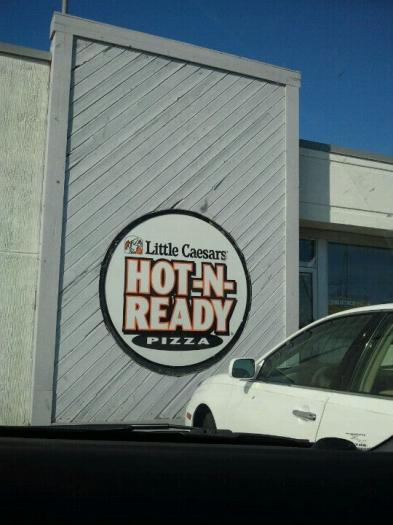 Little Caesars
HOT-N-
READY
PIZZA